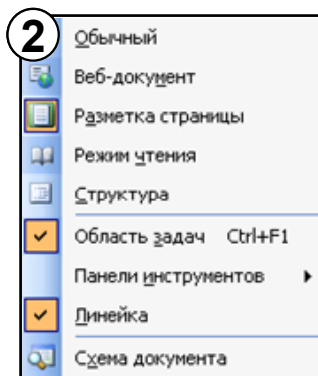 2
Обычный
Веб-документ
Разметка страницы
Режим чтения
Структура
Область задач Ctrl+F1
Панели инструментов
Линейка
Схема документа